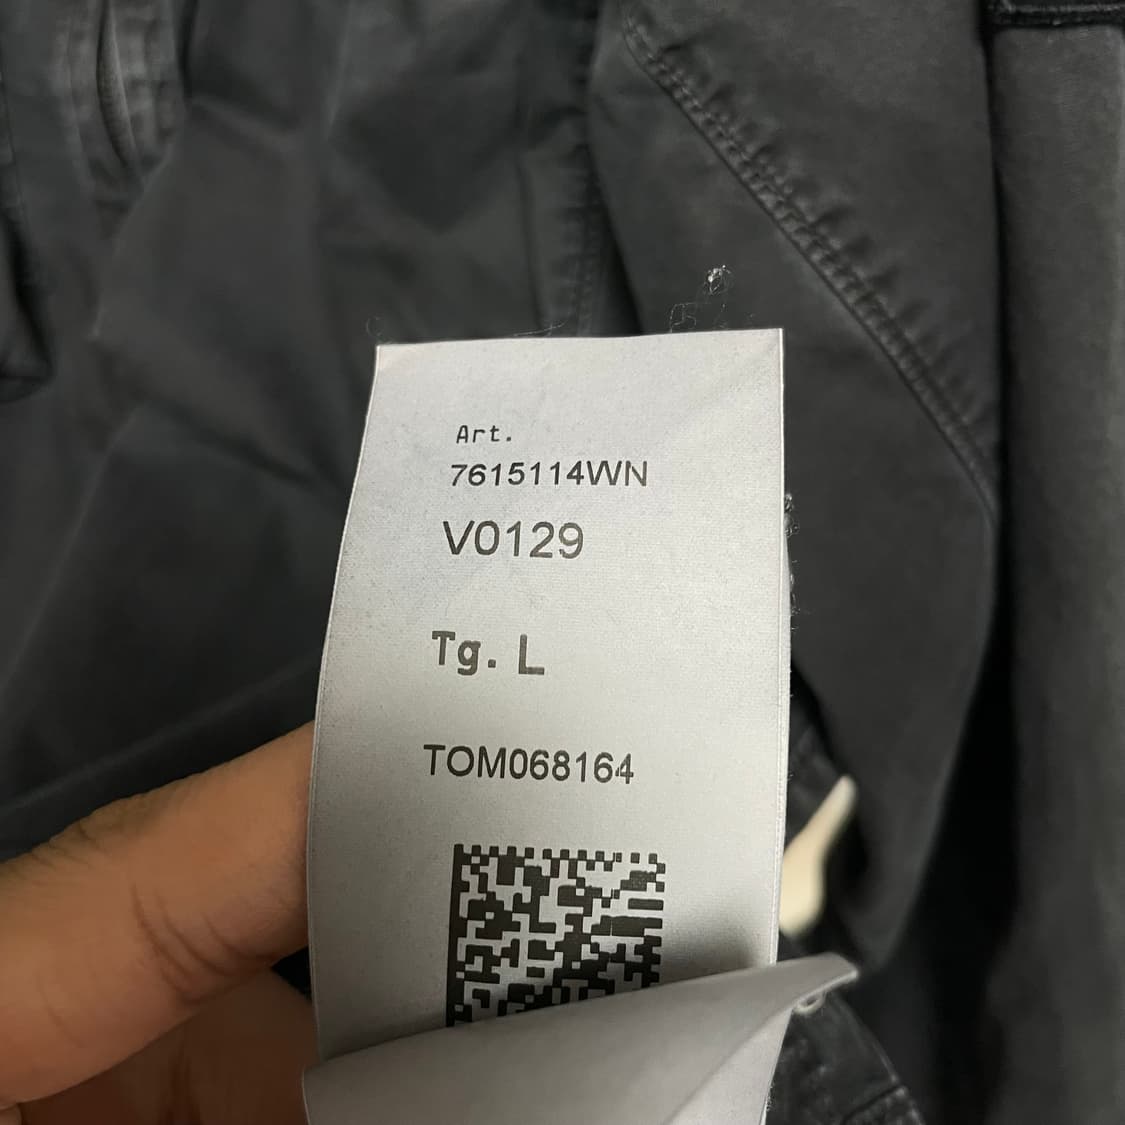 Art.
7615114WN
V0129
Tg. L
TOM068164